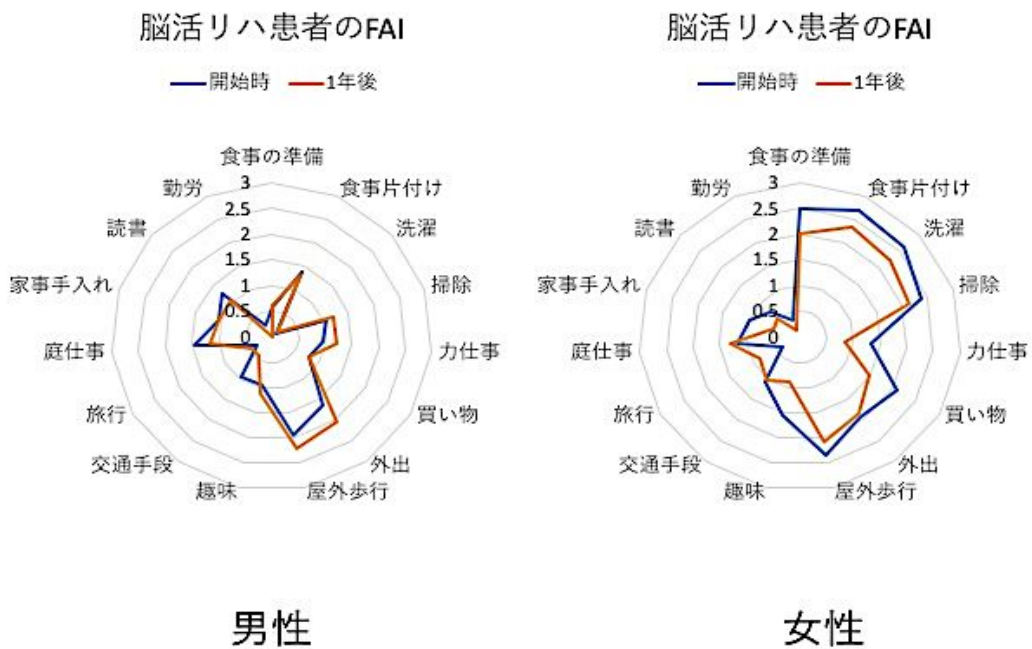 脳活リハ患者のFAI
開始時 1年後
食事の準備
食事片付け
洗濯
掃除
力仕事
買い物
外出
屋外歩行
趣味
交通手段
旅行
庭仕事
家事手入れ
読書
勤労
3
2.5
2
1.5
1
0.5
0
男性
脳活リハ患者のFAI
開始時 1年後
食事の準備
食事片付け
洗濯
掃除
力仕事
買い物
外出
屋外歩行
趣味
交通手段
旅行
庭仕事
家事手入れ
読書
勤労
3
2.5
2
1.5
1
0.5
0
女性